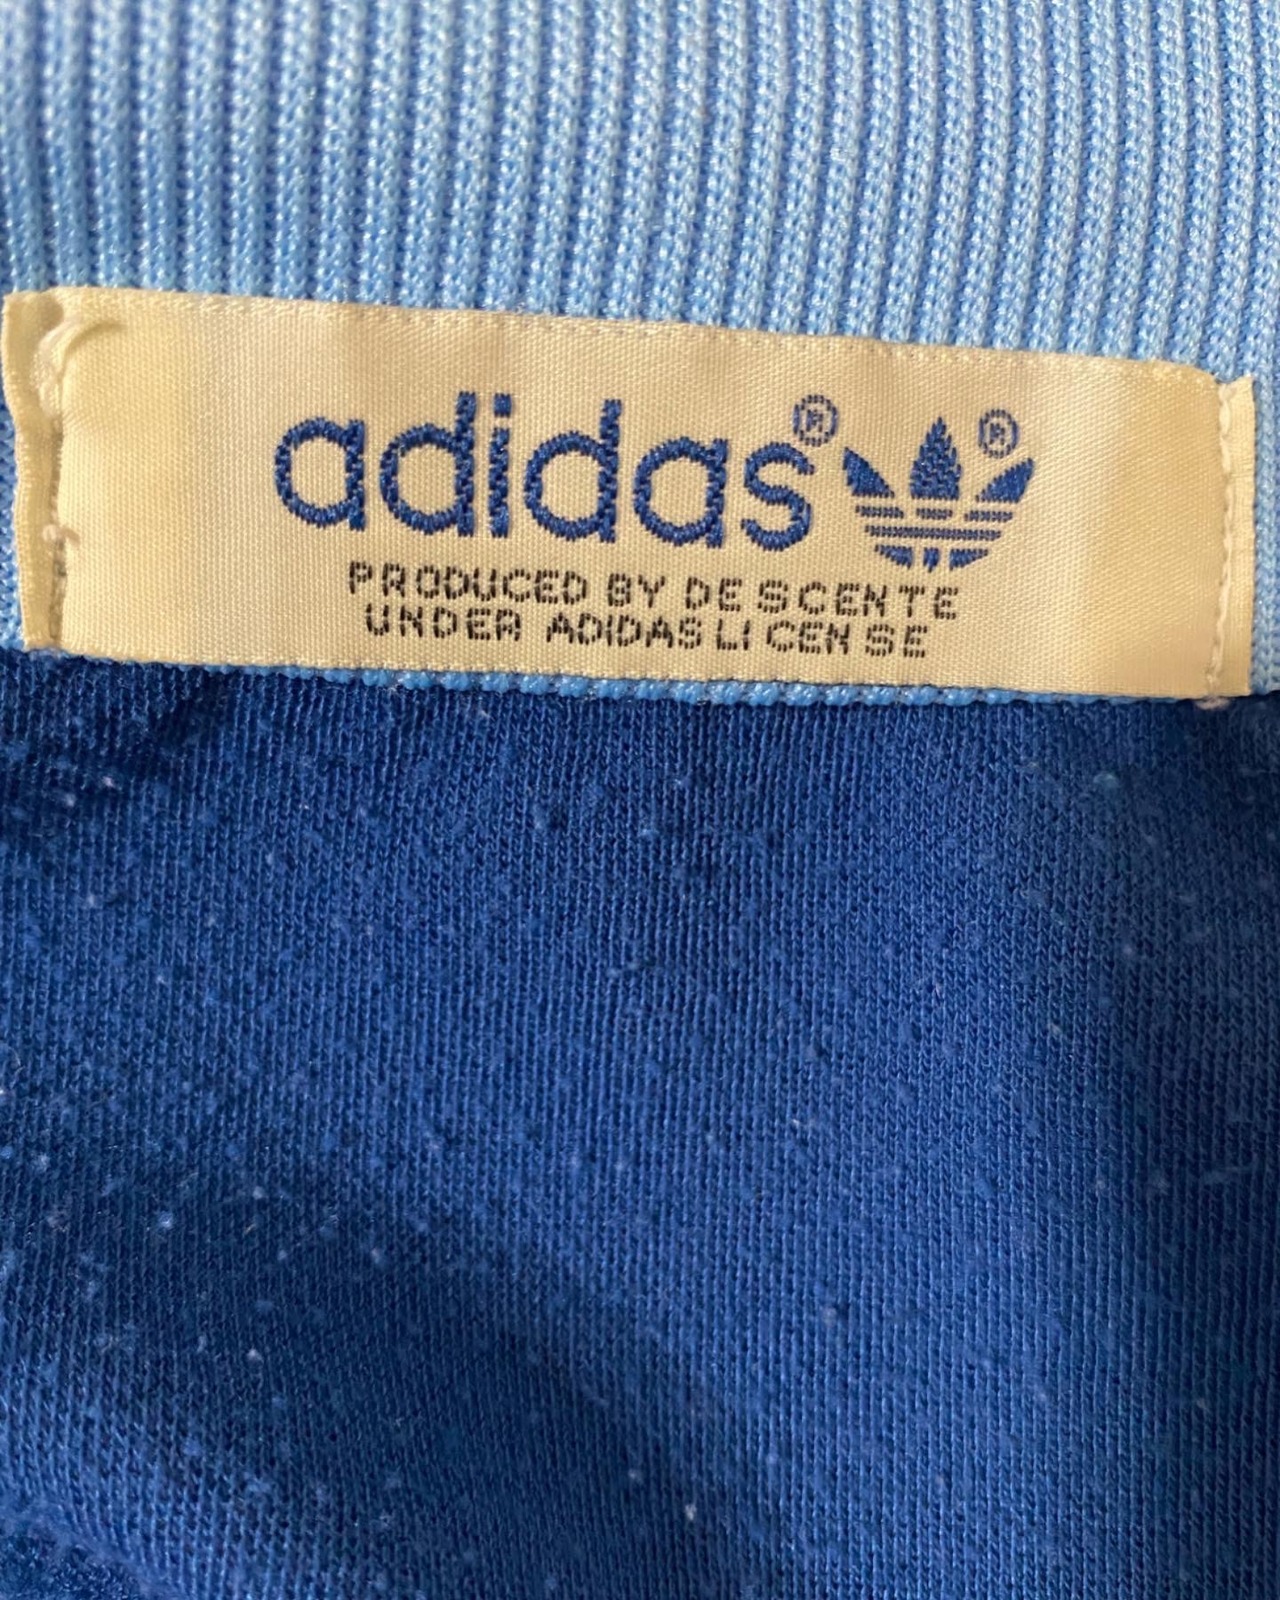 adidas® ®
PRODUCED BY DESCENTE
UNDER ADIDAS LICENSE